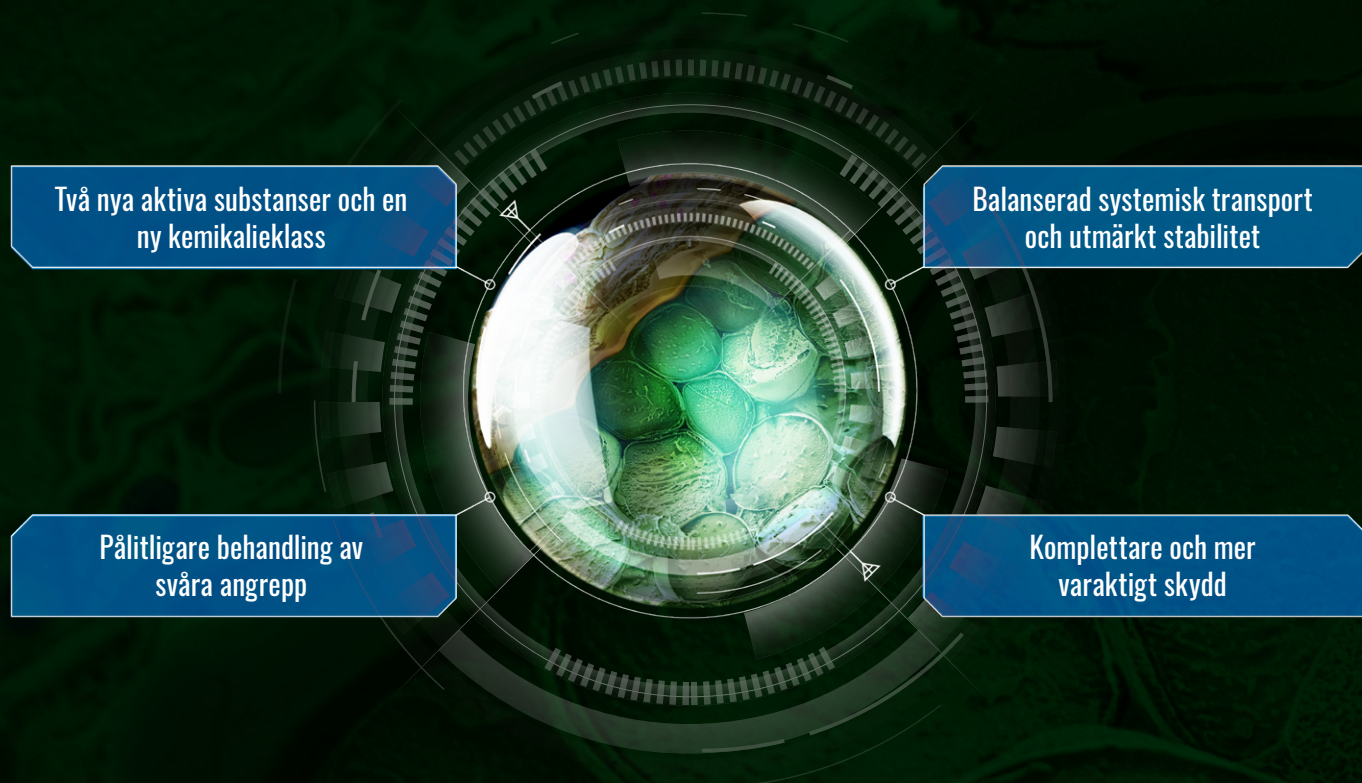 Två nya aktiva substanser och en
ny kemikalieklass
Balanserad systemisk transport
och utmärkt stabilitet
Pålitligare behandling av
svåra angrepp
Komplettare och mer
varaktigt skydd